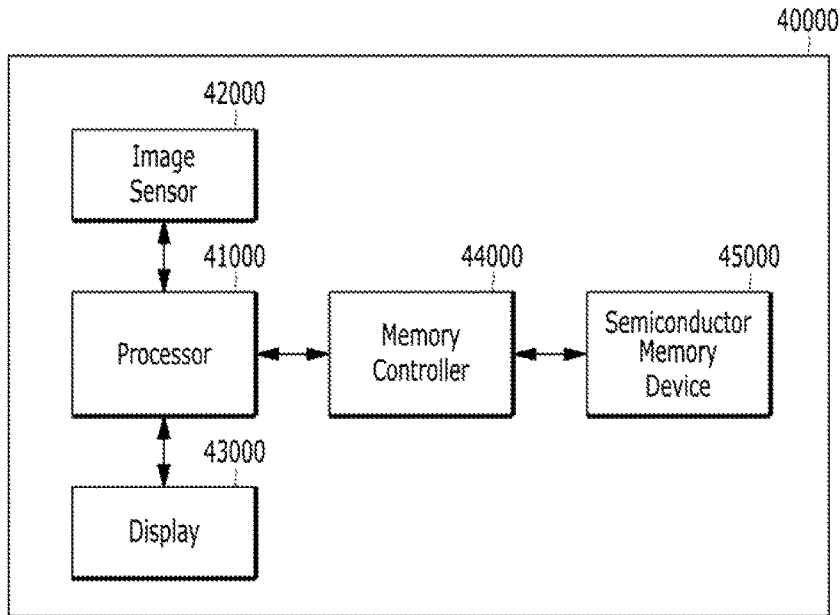 40000
42000
Image
Sensor
41000
Processor
44000
Memory
Controller
45000
Semiconductor
Memory
Device
43000
Display